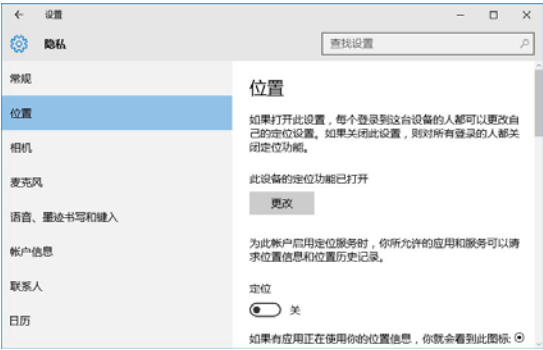 设置
隐私
查找设置
常规
位置
相机
麦克风
语音、墨迹书写和键入
帐户信息
联系人
日历
位置
如果打开此设置，每个登录到这台设备的人都可以更改自
己的定位设置。如果关闭此设置，则对所有登录的人都关
闭定位功能。
此设备的定位功能已打开
更改
为此帐户启用定位服务时，你所允许的应用和服务可以请
求位置信息和位置历史记录。
定位
关
如果有应用正在使用你的位置信息，你就会看到此图标: